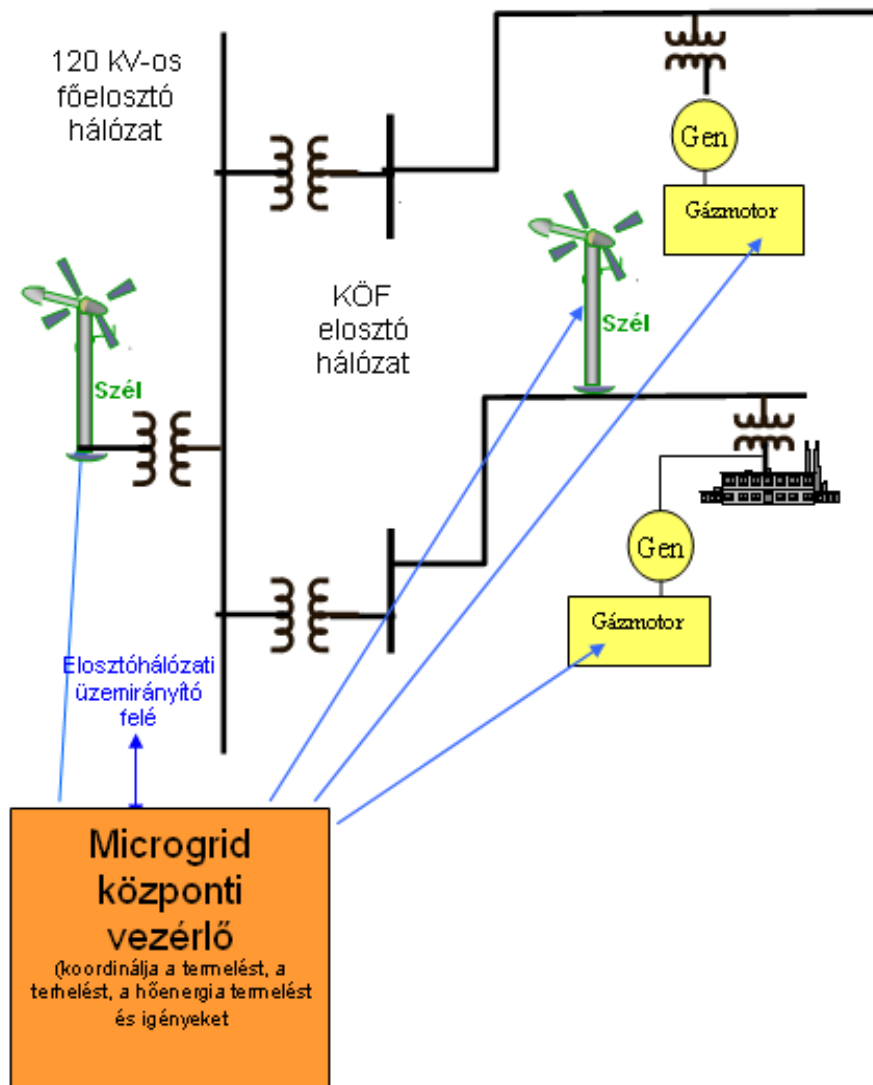 120 KV-os
főelosztó
hálózat
Gen
Gázmotor
KÖF
elosztó
hálózat
Szél
Szél
Gen
Gázmotor
Elosztóhálózati
üzemirányító
felé
Microgrid
központi
vezérlő
(koordinálja a termelést, a
terhelést, a hőenergia termelést
és igényeket